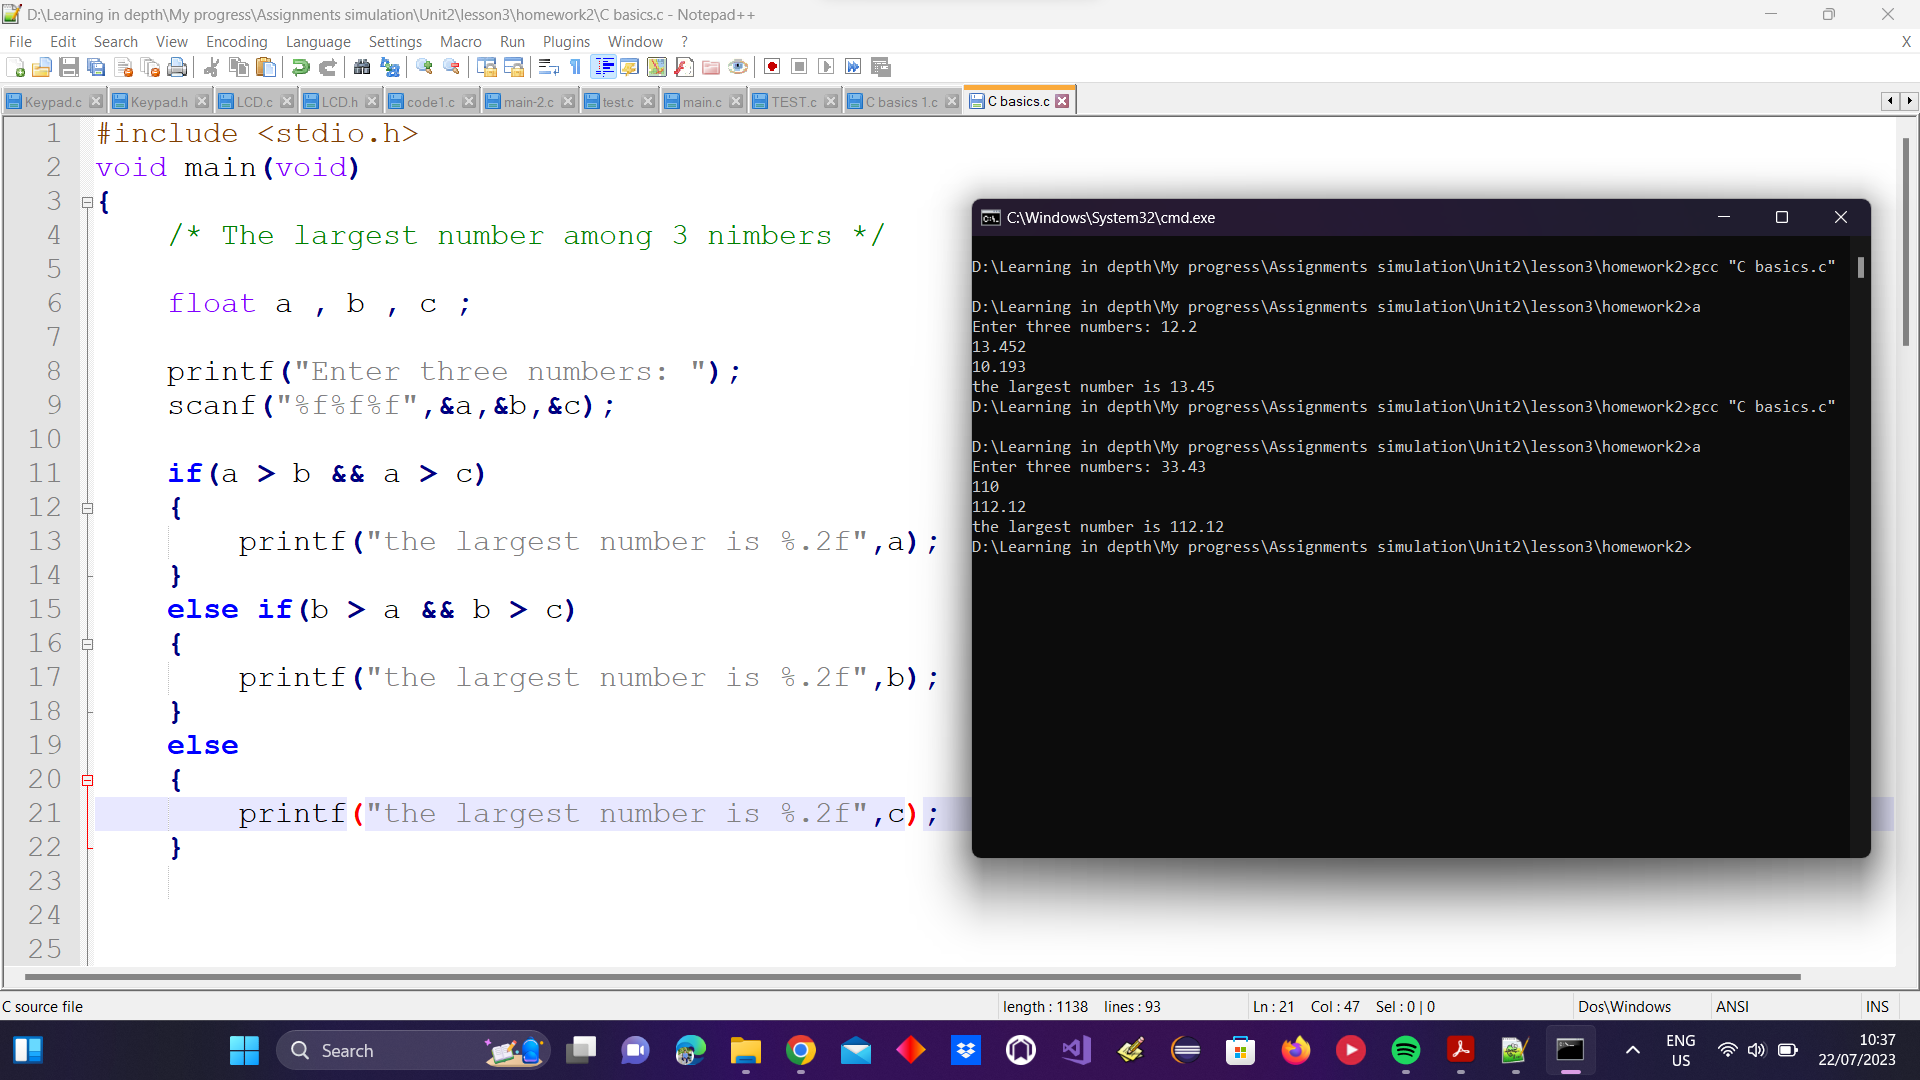 D:\Learning in depth\My progress\Assignments simulation\Unit2\lesson3\homework2\C basics.c - Notepad++
File Edit Search View Encoding Language Settings Macro Run Plugins Window ? X
Keypad.c Keypad.h LCD.c LCD.h code1.c main-2.c test.c main.c TEST.c C basics 1.c C basics.c
1 #include <stdio.h>
2 void main(void)
3 {
4 /* The largest number among 3 nimbers */
5
6 float a , b , c ;
7
8 printf("Enter three numbers: ");
9 scanf("%f%f%f",&a,&b,&c);
10
11 if(a > b && a > c)
12 {
13 printf("the largest number is %.2f",a);
14 }
15 else if(b > a && b > c)
16 {
17 printf("the largest number is %.2f",b);
18 }
19 else
20 {
21 printf("the largest number is %.2f",c);
22 }
23
24
25
C:\Windows\System32\cmd.exe
D:\Learning in depth\My progress\Assignments simulation\Unit2\lesson3\homework2>gcc "C basics.c"
D:\Learning in depth\My progress\Assignments simulation\Unit2\lesson3\homework2>a
Enter three numbers: 12.2
13.452
10.193
the largest number is 13.45
D:\Learning in depth\My progress\Assignments simulation\Unit2\lesson3\homework2>gcc "C basics.c"
D:\Learning in depth\My progress\Assignments simulation\Unit2\lesson3\homework2>a
Enter three numbers: 33.43
110
112.12
the largest number is 112.12
D:\Learning in depth\My progress\Assignments simulation\Unit2\lesson3\homework2>
C source file length : 1138 lines : 93 Ln : 21 Col : 47 Sel : 0 | 0 Dos\Windows ANSI INS
Search
ENG
US
10:37
22/07/2023